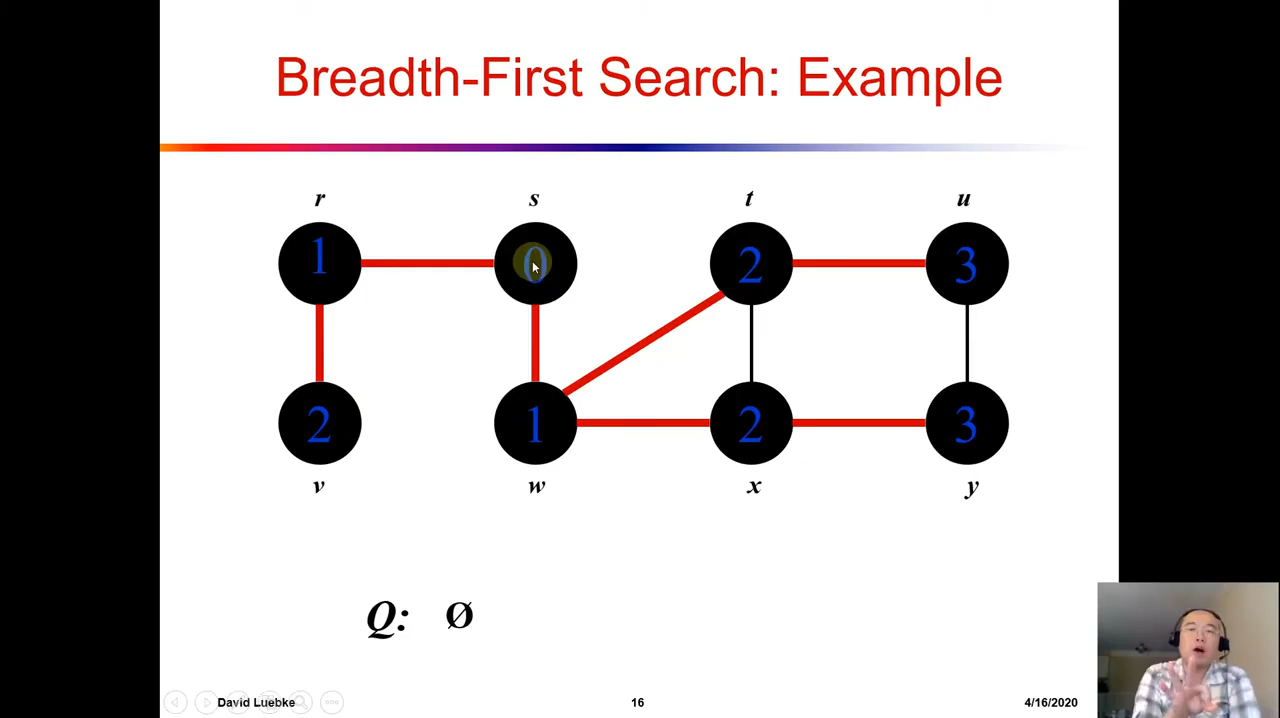 Breadth-First Search: Example
r s t u
1 0 2 3
2 1 2 3
v w x y
Q: Ø
David Luebke 16 4/16/2020